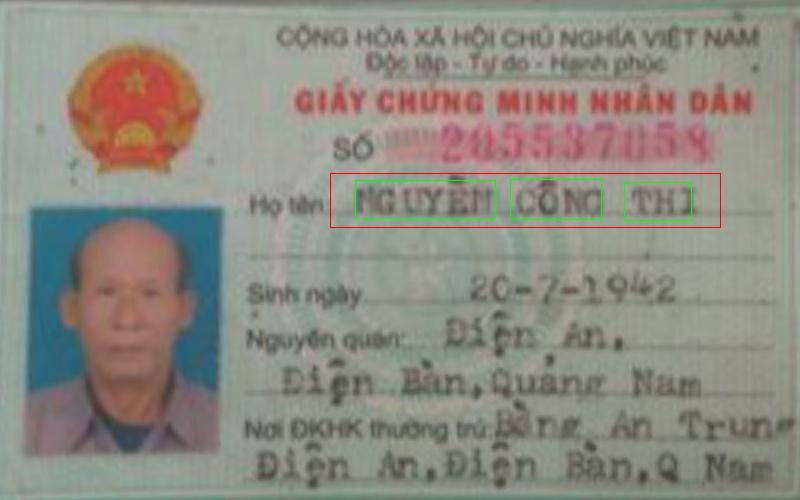 CỘNG HÒA XÃ HỘI CHỦ NGHĨA VIỆT NAM
Độc lập - Tự do - Hạnh phúc
GIẤY CHỨNG MINH NHÂN DÂN
SỐ 205537058
Họ tên: NGUYỄN CÔNG THI
Sinh ngày 20-7-1942
Nguyên quán: Điện An,
Điện Bàn, Quảng Nam
Nơi ĐKHK thường trú: Bằng An Trung
Điện An, Điện Bàn, Q Nam